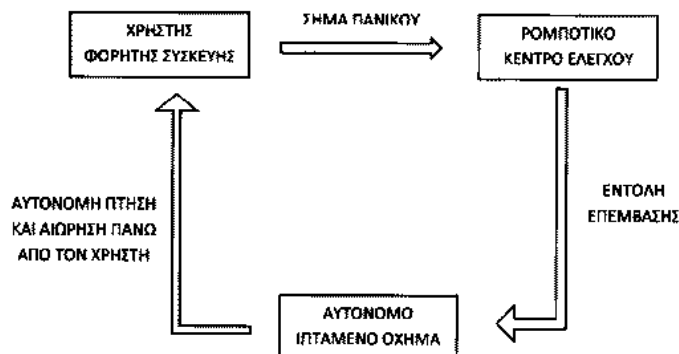 ΧΡΗΣΤΗΣ
ΦΟΡΗΤΗΣ ΣΥΣΚΕΥΗΣ
ΣΗΜΑ ΠΑΝΙΚΟΥ
ΡΟΜΠΟΤΙΚΟ
ΚΕΝΤΡΟ ΕΛΕΓΧΟΥ
ΕΝΤΟΛΗ
ΕΠΕΜΒΑΣΗΣ
ΑΥΤΟΝΟΜΟ
ΙΠΤΑΜΕΝΟ ΟΧΗΜΑ
ΑΥΤΟΝΟΜΗ ΠΤΗΣΗ
ΚΑΙ ΑΙΩΡΗΣΗ ΠΑΝΩ
ΑΠΟ ΤΟΝ ΧΡΗΣΤΗ